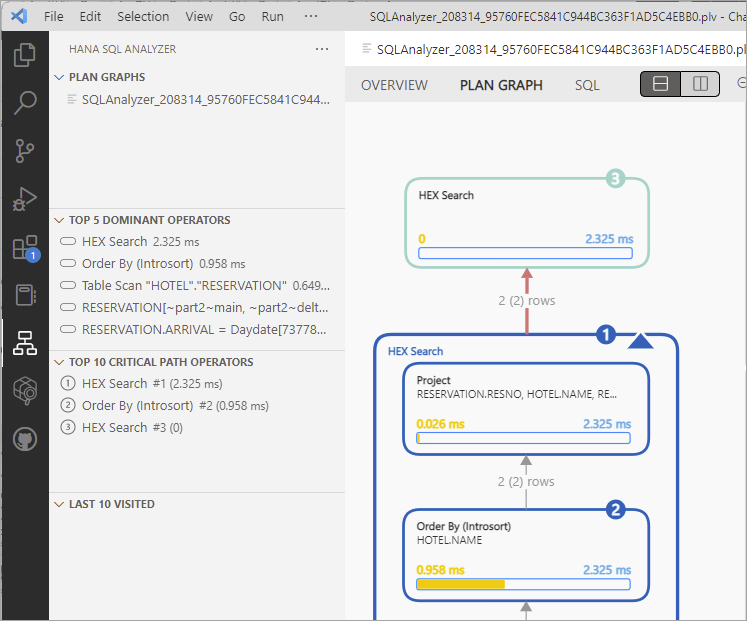 File Edit Selection View Go Run ··· SQLAnalyzer_208314_95760FEC5841C944BC363F1AD5C4EBB0.plv - Cha
HANA SQL ANALYZER ···
PLAN GRAPHS
SQLAnalyzer_208314_95760FEC5841C944...
SQLAnalyzer_208314_95760FEC5841C944BC363F1AD5C4EBB0.pl
OVERVIEW PLAN GRAPH SQL
TOP 5 DOMINANT OPERATORS
HEX Search 2.325 ms
Order By (Introsort) 0.958 ms
Table Scan "HOTEL"."RESERVATION" 0.649...
RESERVATION[~part2~main, ~part2~delt...
RESERVATION.ARRIVAL = Daydate[73778...
TOP 10 CRITICAL PATH OPERATORS
1 HEX Search #1 (2.325 ms)
2 Order By (Introsort) #2 (0.958 ms)
3 HEX Search #3 (0)
LAST 10 VISITED
1
3
HEX Search
0 2.325 ms
2 (2) rows
1
HEX Search
Project
RESERVATION.RESNO, HOTEL.NAME, RE...
0.026 ms 2.325 ms
2 (2) rows
2
Order By (Introsort)
HOTEL.NAME
0.958 ms 2.325 ms